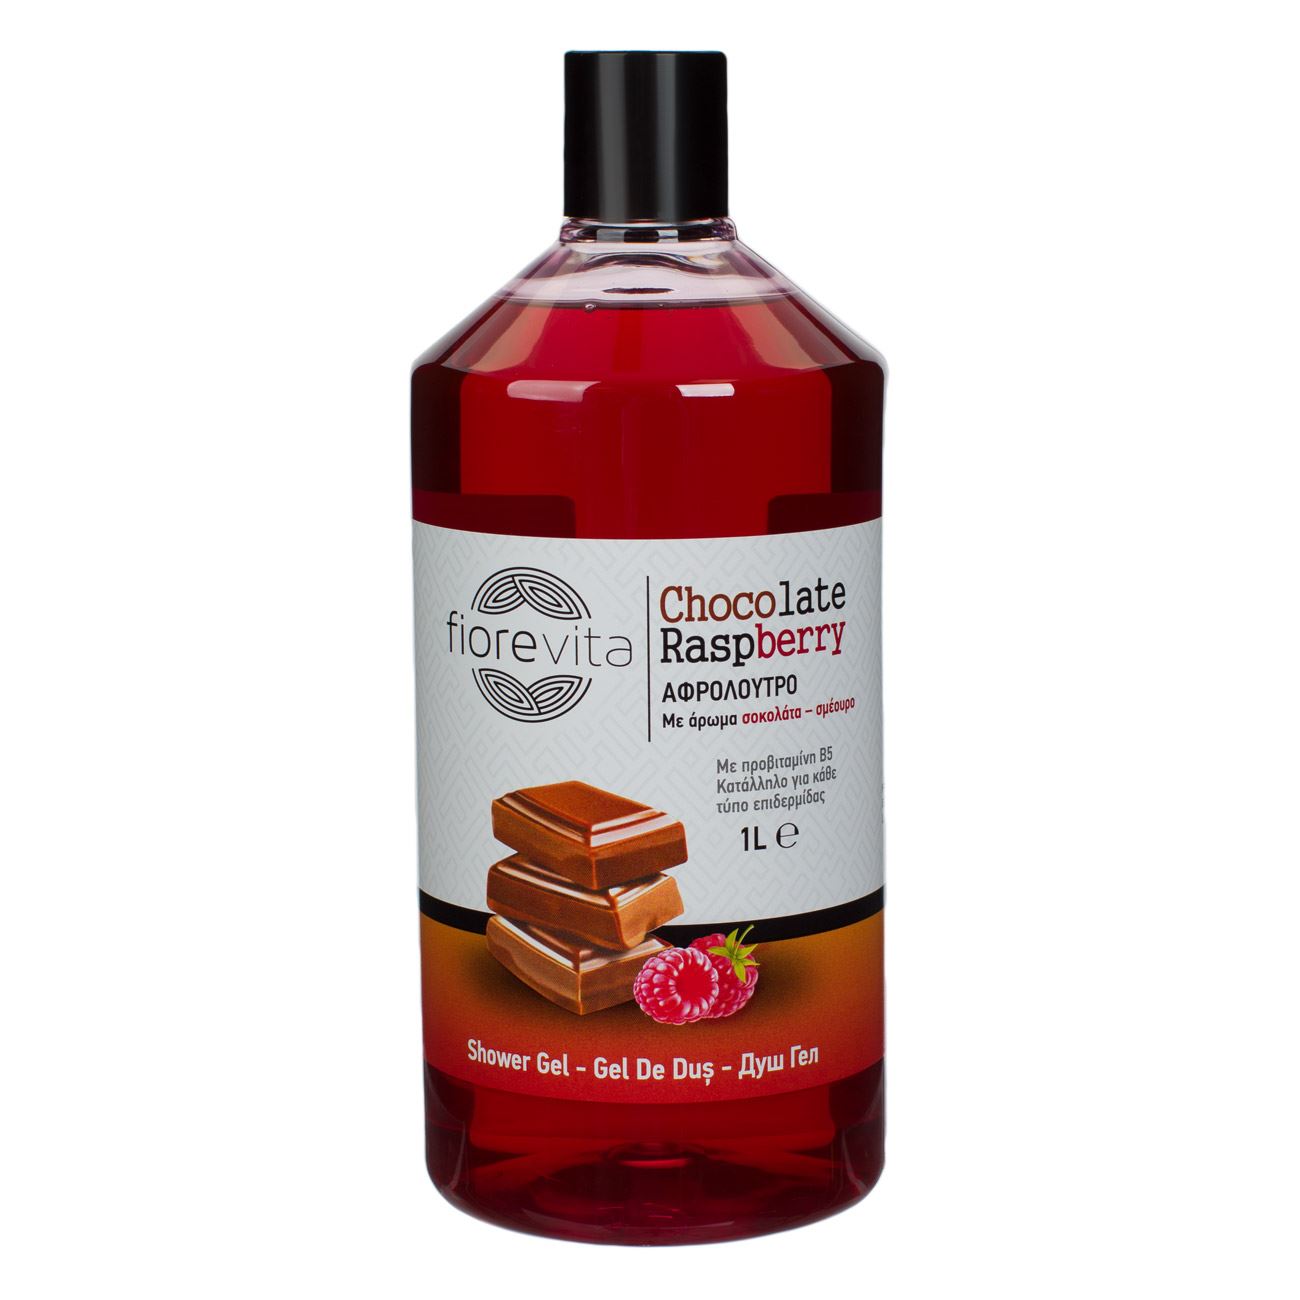 fiorevita
Chocolate
Raspberry
ΑΦΡΟΛΟΥΤΡΟ
Με άρωμα σοκολάτα – σμέουρο
Με προβιταμίνη Β5
Κατάλληλο για κάθε
τύπο επιδερμίδας
1L ℮
Shower Gel - Gel De Duș - Душ Гел